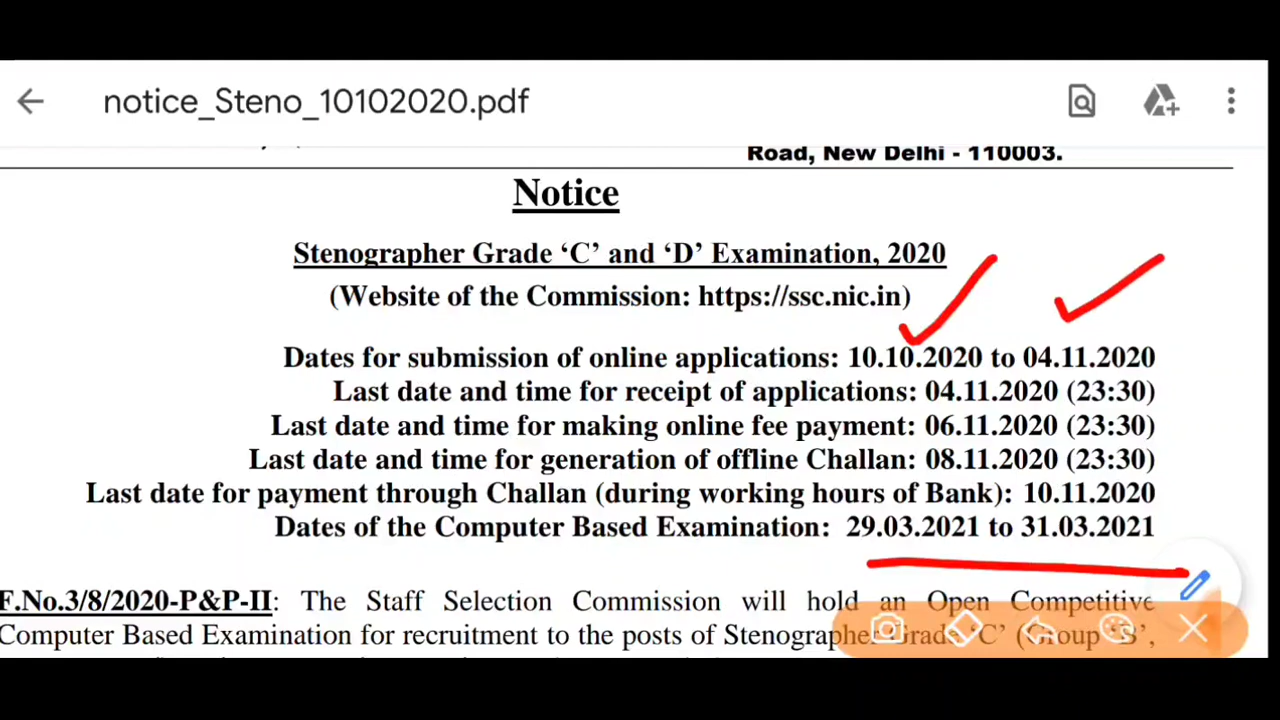 notice_Steno_10102020.pdf
Road, New Delhi - 110003.
Notice
Stenographer Grade ‘C’ and ‘D’ Examination, 2020
(Website of the Commission: https://ssc.nic.in)
Dates for submission of online applications: 10.10.2020 to 04.11.2020
Last date and time for receipt of applications: 04.11.2020 (23:30)
Last date and time for making online fee payment: 06.11.2020 (23:30)
Last date and time for generation of offline Challan: 08.11.2020 (23:30)
Last date for payment through Challan (during working hours of Bank): 10.11.2020
Dates of the Computer Based Examination: 29.03.2021 to 31.03.2021
F.No.3/8/2020-P&P-II: The Staff Selection Commission will hold an Open Competitive
Computer Based Examination for recruitment to the posts of Stenographer Grade ‘C’ (Group ‘B’,